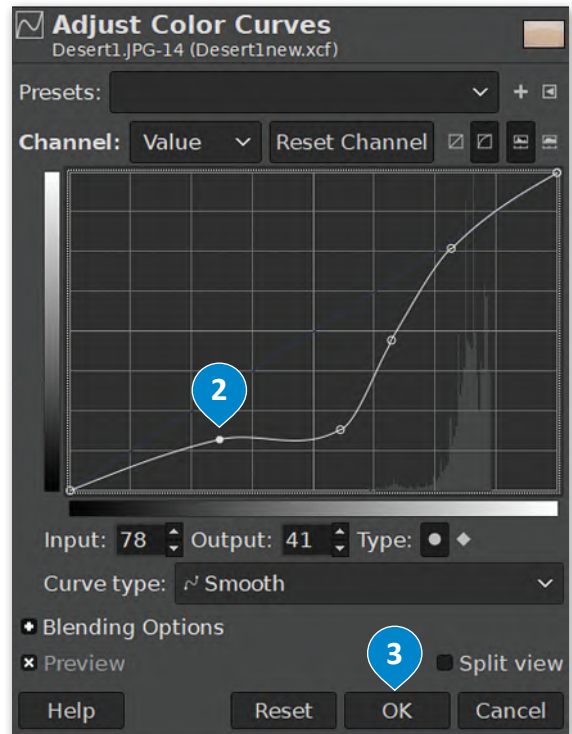 Adjust Color Curves
Desert1.JPG-14 (Desert1new.xcf)
Presets:
Channel: Value Reset Channel
2
Input: 78 Output: 41 Type:
Curve type: Smooth
Blending Options
Preview 3 Split view
Help Reset OK Cancel